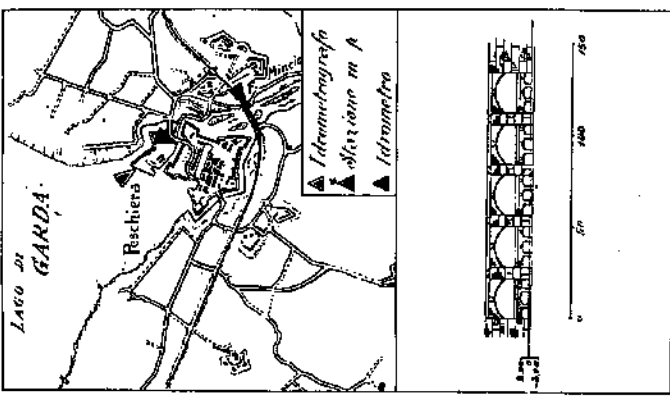 LAGO DI
GARDA
Peschiera
Mincio
Idrometrografo
Stazione m p
Idrometro
0
50
100
150